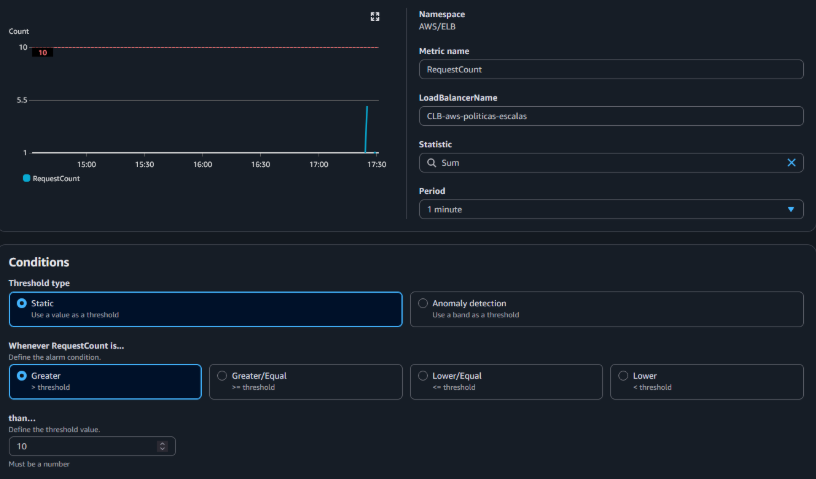 Count
10
10
5.5
1
15:00 15:30 16:00 16:30 17:00 17:30
RequestCount
Namespace
AWS/ELB
Metric name
RequestCount
LoadBalancerName
CLB-aws-politicas-escalas
Statistic
Sum
Period
1 minute
Conditions
Threshold type
Static
Use a value as a threshold
Anomaly detection
Use a band as a threshold
Whenever RequestCount is...
Define the alarm condition.
Greater
> threshold
Greater/Equal
>= threshold
Lower/Equal
<= threshold
Lower
< threshold
than...
Define the threshold value.
10
Must be a number